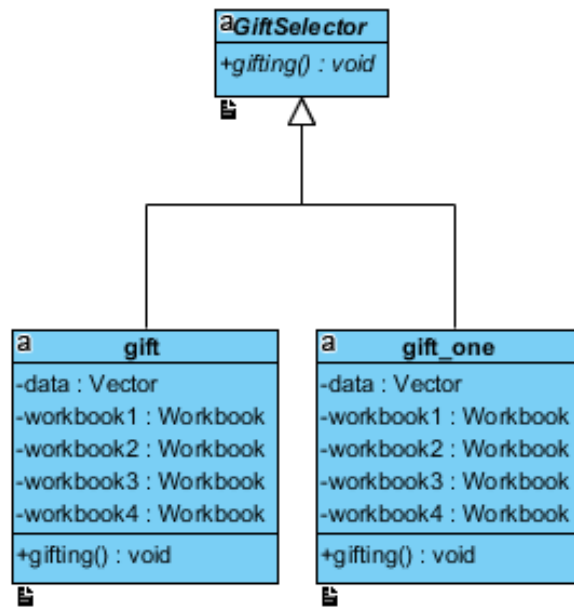 a GiftSelector
+gifting() : void
a gift
-data : Vector
-workbook1 : Workbook
-workbook2 : Workbook
-workbook3 : Workbook
-workbook4 : Workbook
+gifting() : void
a gift_one
-data : Vector
-workbook1 : Workbook
-workbook2 : Workbook
-workbook3 : Workbook
-workbook4 : Workbook
+gifting() : void